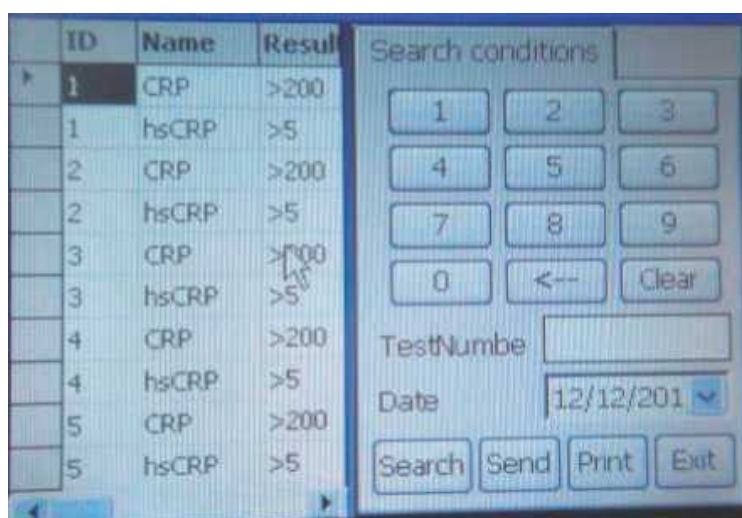 ID Name Resul
1 CRP >200
1 hsCRP >5
2 CRP >200
2 hsCRP >5
3 CRP
3 hsCRP >5
4 CRP >200
4 hsCRP >5
5 CRP >200
5 hsCRP >5
Search conditions
1 2 3
4 5 6
7 8 9
0 <-- Clear
TestNumbe
Date 12/12/201
Search Send Print Exit